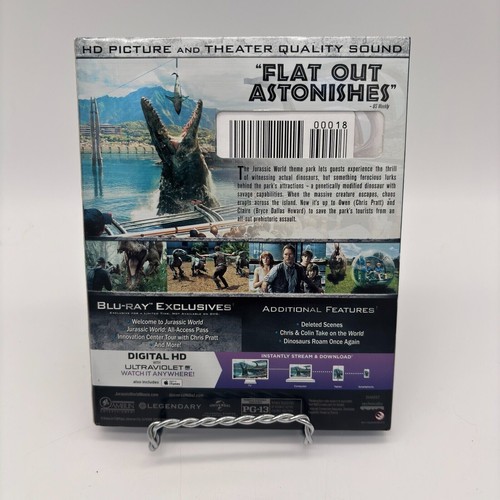 HD PICTURE AND THEATER QUALITY SOUND
"FLAT OUT
ASTONISHES"
- US Weekly
00018
The Jurassic World theme park lets guests experience the thrill
of witnessing actual dinosaurs, but something ferocious lurks
behind the park's attractions – a genetically modified dinosaur with
savage capabilities. When the massive creature escapes, chaos
erupts across the island. Now it's up to Owen (Chris Pratt) and
Claire (Bryce Dallas Howard) to save the park's tourists from an
all-out prehistoric assault.
BLU-RAY™ EXCLUSIVES
ADDITIONAL FEATURES
Welcome to Jurassic World
Jurassic World: All-Access Pass
Innovation Center Tour with Chris Pratt
And More!
• Deleted Scenes
• Chris & Colin Take on the World
• Dinosaurs Roam Once Again
DIGITAL HD
WITH
ULTRAVIOLET
WATCH IT ANYWHERE!
also includes
INSTANTLY STREAM & DOWNLOAD
LEGENDARY
PG-13